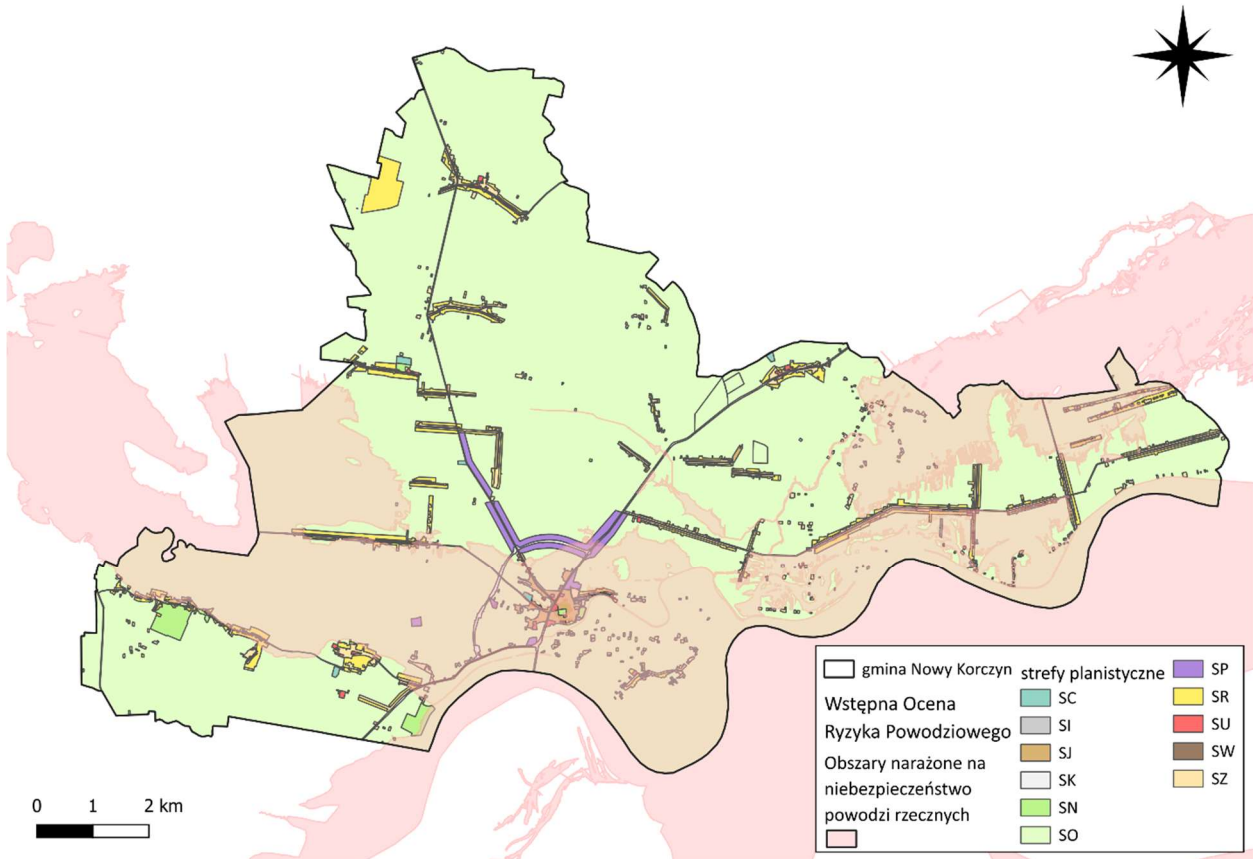 0 1 2 km
gmina Nowy Korczyn
Wstępna Ocena
Ryzyka Powodziowego
Obszary narażone na
niebezpieczeństwo
powodzi rzecznych
strefy planistyczne
SC
SI
SJ
SK
SN
SO
SP
SR
SU
SW
SZ